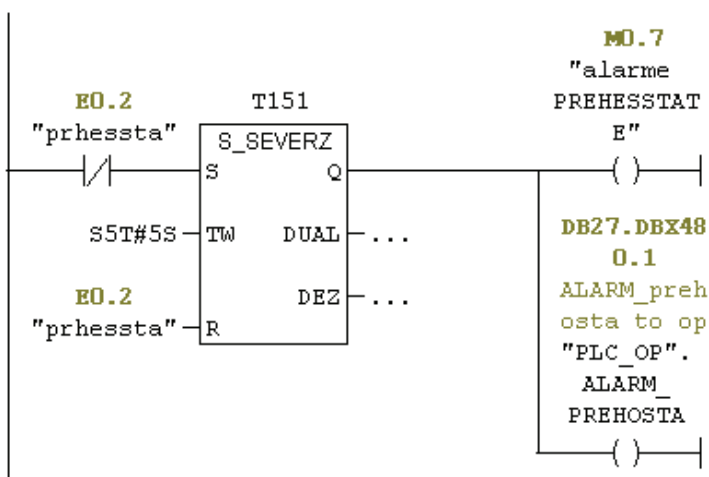 M0.7
"alarme
PREHESSTAT
E"
E0.2
"prhessta"
T151
S_SEVERZ
S
Q
S5T#5S
TW
DUAL
...
E0.2
"prhessta"
R
DEZ
...
DB27.DBX48
0.1
ALARM_preh
osta to op
"PLC_OP".
ALARM_
PREHOSTA